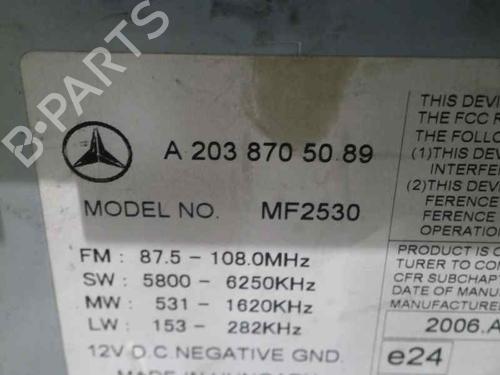 B-PARTS
A 203 870 50 89
MODEL NO. MF2530
FM : 87.5 - 108.0MHz
SW : 5800 - 6250KHz
MW : 531 - 1620KHz
LW : 153 - 282KHz
12V D.C. NEGATIVE GND.
THIS DEVI
THE FCC R
THE FOLLO
(1)THIS DEV
INTERFE
(2)THIS DEV
FERENCE
FERENCE
OPERATION
PRODUCT IS C
TURER TO CO
CFR SUBCHAPT
DATE OF MANU
MANUFACTURE
2006.A
e24